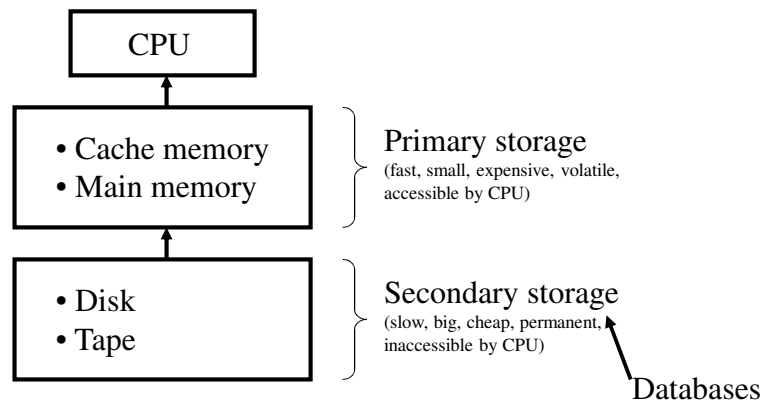 CPU
• Cache memory
• Main memory
Primary storage
(fast, small, expensive, volatile,
accessible by CPU)
• Disk
• Tape
Secondary storage
(slow, big, cheap, permanent,
inaccessible by CPU)
Databases